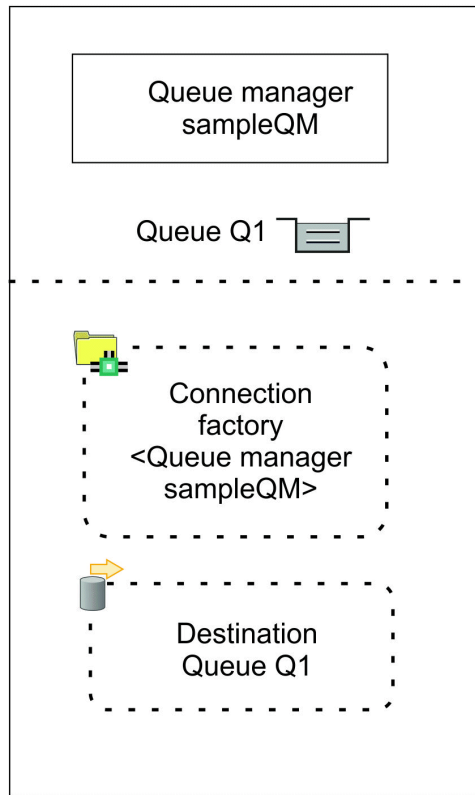 Queue manager
sampleQM
Queue Q1
Connection
factory
<Queue manager
sampleQM>
Destination
Queue Q1